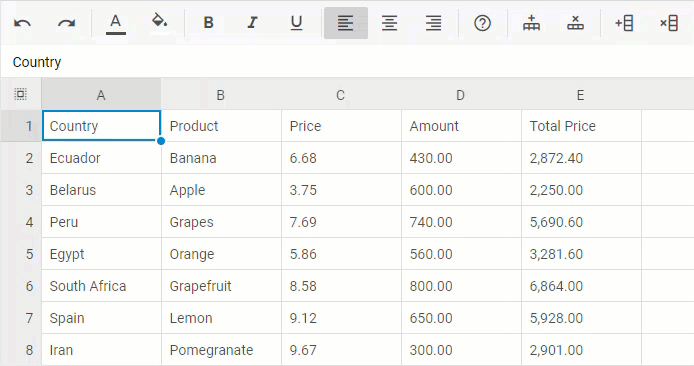 A B I U
Country
A B C D E
1 Country Product Price Amount Total Price
2 Ecuador Banana 6.68 430.00 2,872.40
3 Belarus Apple 3.75 600.00 2,250.00
4 Peru Grapes 7.69 740.00 5,690.60
5 Egypt Orange 5.86 560.00 3,281.60
6 South Africa Grapefruit 8.58 800.00 6,864.00
7 Spain Lemon 9.12 650.00 5,928.00
8 Iran Pomegranate 9.67 300.00 2,901.00